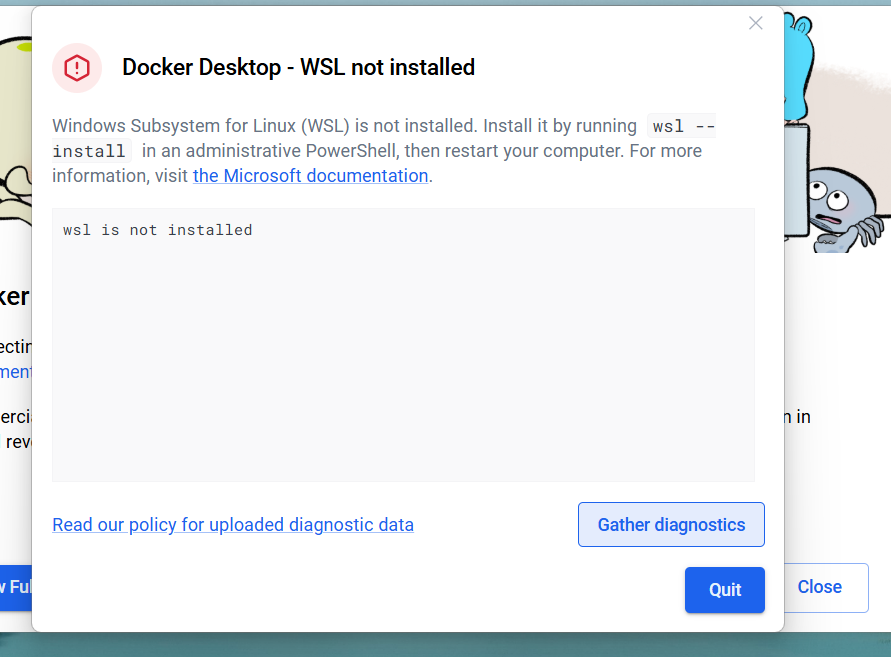 Docker Desktop - WSL not installed
Windows Subsystem for Linux (WSL) is not installed. Install it by running wsl --
install in an administrative PowerShell, then restart your computer. For more
information, visit the Microsoft documentation.
wsl is not installed
Read our policy for uploaded diagnostic data
Gather diagnostics
Quit
Close
n in